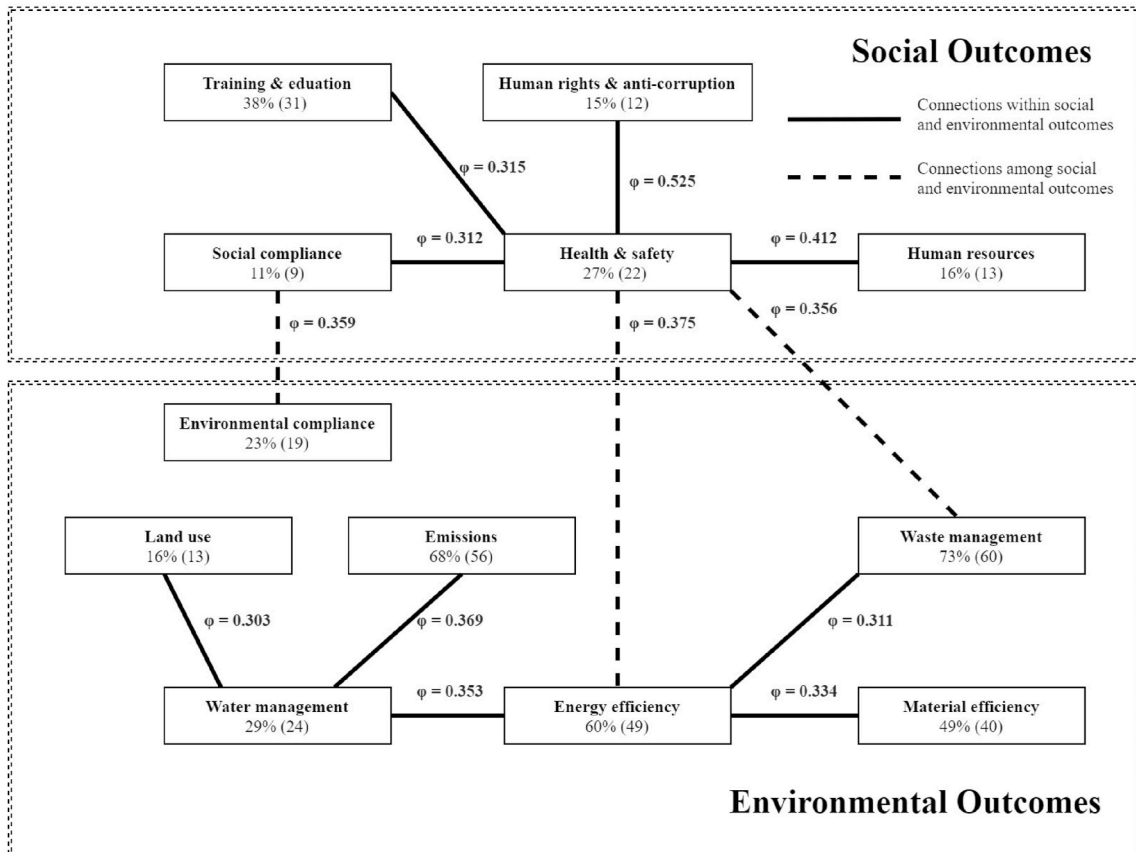 Social Outcomes
Training & eduation
38% (31)
Human rights & anti-corruption
15% (12)
Connections within social
and environmental outcomes
Connections among social
and environmental outcomes
φ = 0.315
φ = 0.525
Social compliance
11% (9)
φ = 0.312
Health & safety
27% (22)
φ = 0.412
Human resources
16% (13)
φ = 0.359
φ = 0.375
φ = 0.356
Environmental compliance
23% (19)
Land use
16% (13)
Emissions
68% (56)
Waste management
73% (60)
φ = 0.303
φ = 0.369
φ = 0.311
Water management
29% (24)
φ = 0.353
Energy efficiency
60% (49)
φ = 0.334
Material efficiency
49% (40)
Environmental Outcomes